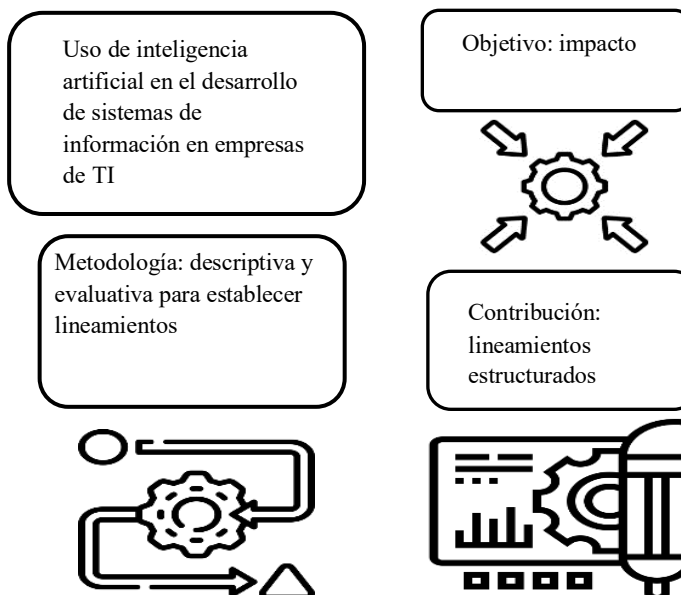 Uso de inteligencia
artificial en el desarrollo
de sistemas de
información en empresas
de TI
Objetivo: impacto
Metodología: descriptiva y
evaluativa para establecer
lineamientos
Contribución:
lineamientos
estructurados